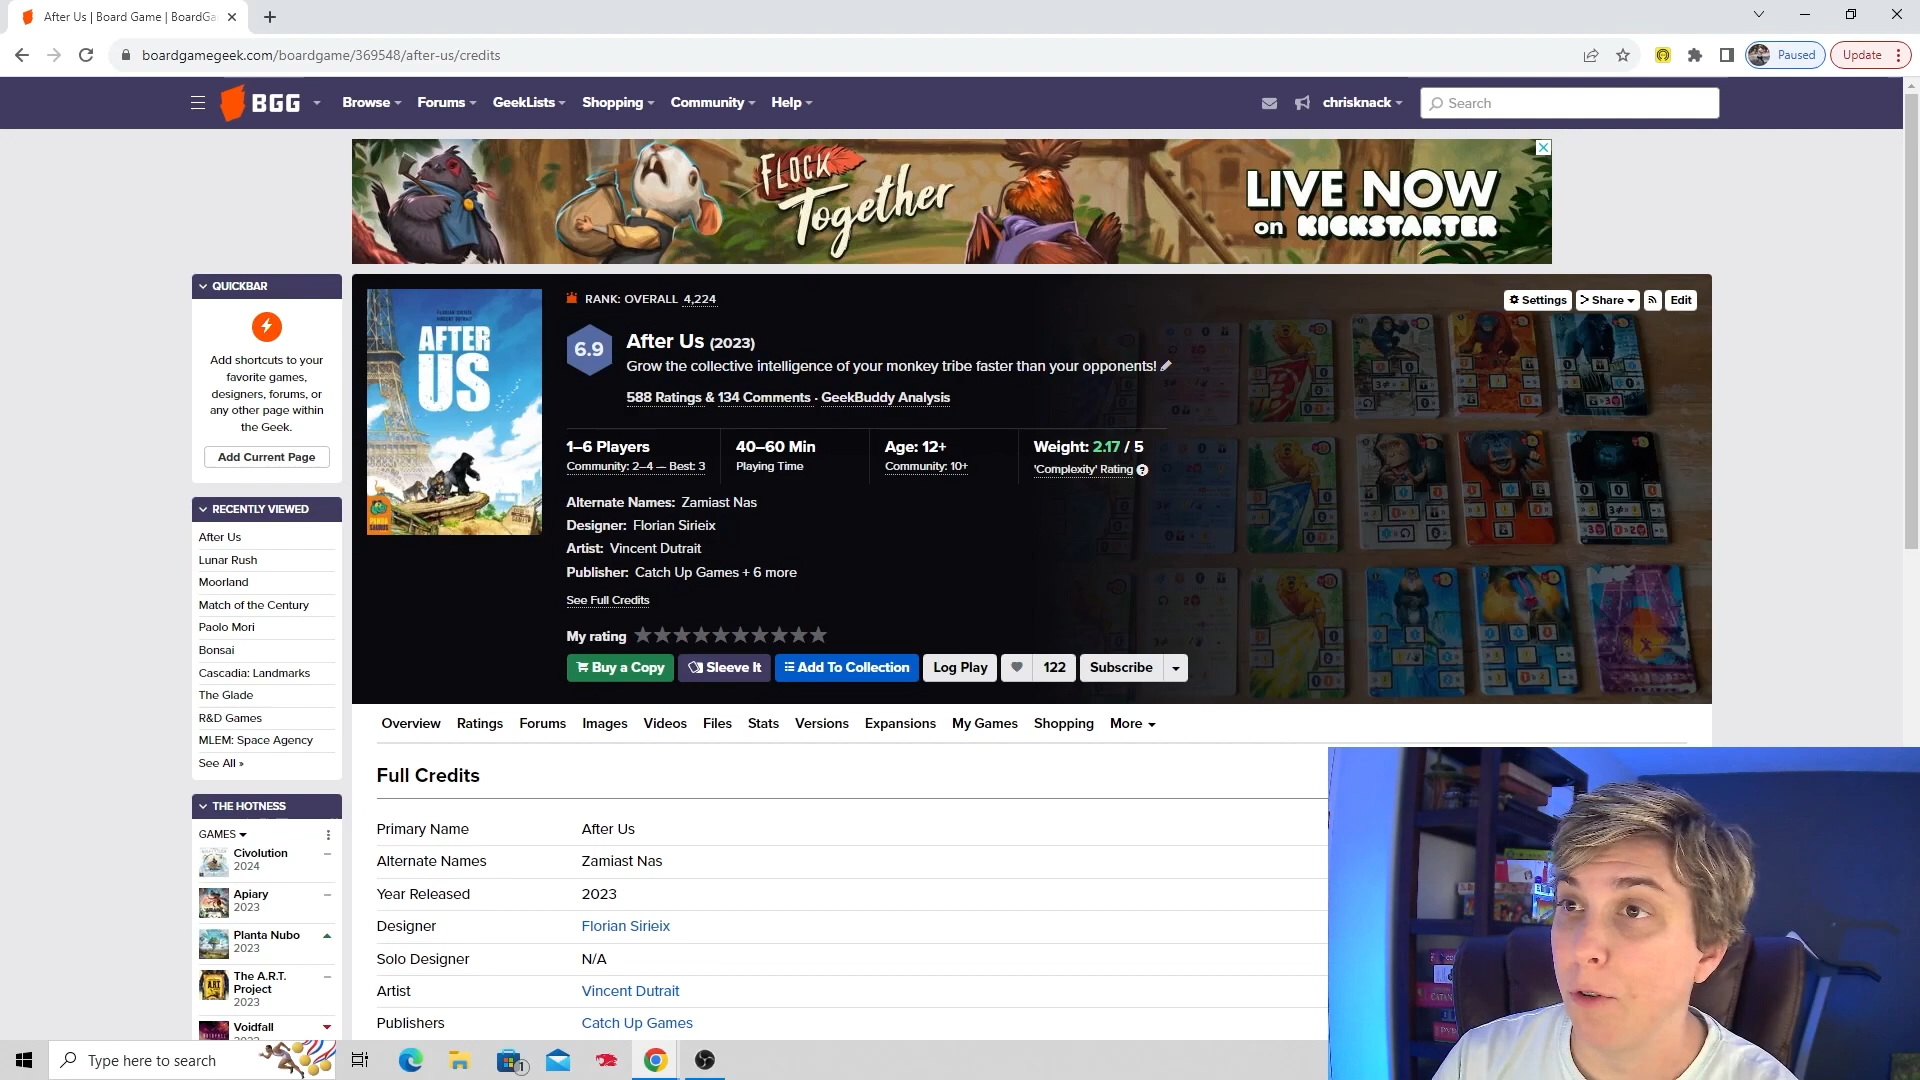 After Us | Board Game | BoardGa
boardgamegeek.com/boardgame/369548/after-us/credits
Paused
Update
BGG
Browse
Forums
GeekLists
Shopping
Community
Help
chrisknack
Search
FLOCK
Together
LIVE NOW
on KICKSTARTER
QUICKBAR
Add shortcuts to your
favorite games,
designers, forums, or
any other page within
the Geek.
Add Current Page
RECENTLY VIEWED
After Us
Lunar Rush
Moorland
Match of the Century
Paolo Mori
Bonsai
Cascadia: Landmarks
The Glade
R&D Games
MLEM: Space Agency
See All »
THE HOTNESS
GAMES
Civolution
2024
Apiary
2023
Planta Nubo
2023
The A.R.T.
Project
2023
Voidfall
FLORIAN SIRIEIX
VINCENT DUTRAIT
AFTER
US
RANK: OVERALL 4,224
Settings
Share
Edit
6.9
After Us (2023)
Grow the collective intelligence of your monkey tribe faster than your opponents!
588 Ratings & 134 Comments · GeekBuddy Analysis
1–6 Players
Community: 2–4 — Best: 3
40–60 Min
Playing Time
Age: 12+
Community: 10+
Weight: 2.17 / 5
'Complexity' Rating
Alternate Names: Zamiast Nas
Designer: Florian Sirieix
Artist: Vincent Dutrait
Publisher: Catch Up Games + 6 more
See Full Credits
My rating
Buy a Copy
Sleeve It
Add To Collection
Log Play
122
Subscribe
Overview
Ratings
Forums
Images
Videos
Files
Stats
Versions
Expansions
My Games
Shopping
More
Full Credits
Primary Name After Us
Alternate Names Zamiast Nas
Year Released 2023
Designer Florian Sirieix
Solo Designer N/A
Artist Vincent Dutrait
Publishers Catch Up Games
Type here to search
1